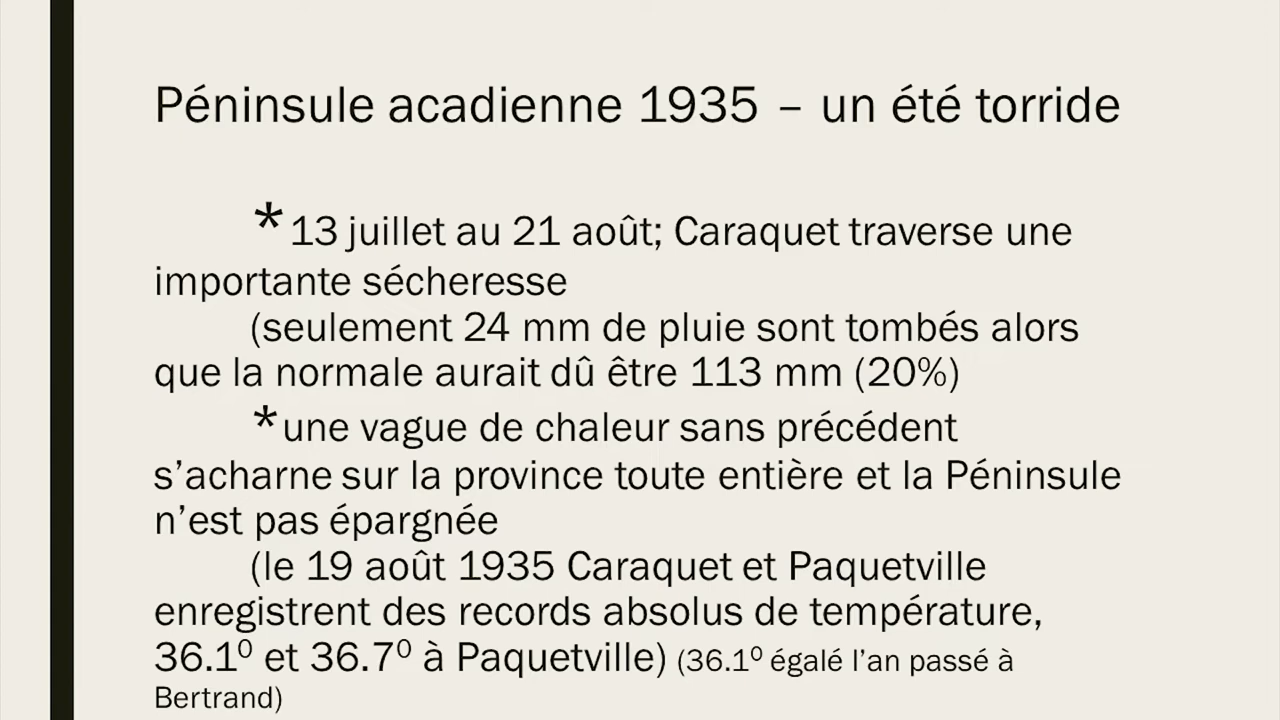 Péninsule acadienne 1935 – un été torride
*13 juillet au 21 août; Caraquet traverse une
importante sécheresse
(seulement 24 mm de pluie sont tombés alors
que la normale aurait dû être 113 mm (20%)
*une vague de chaleur sans précédent
s’acharne sur la province toute entière et la Péninsule
n’est pas épargnée
(le 19 août 1935 Caraquet et Paquetville
enregistrent des records absolus de température,
36.1⁰ et 36.7⁰ à Paquetville) (36.1⁰ égalé l’an passé à
Bertrand)